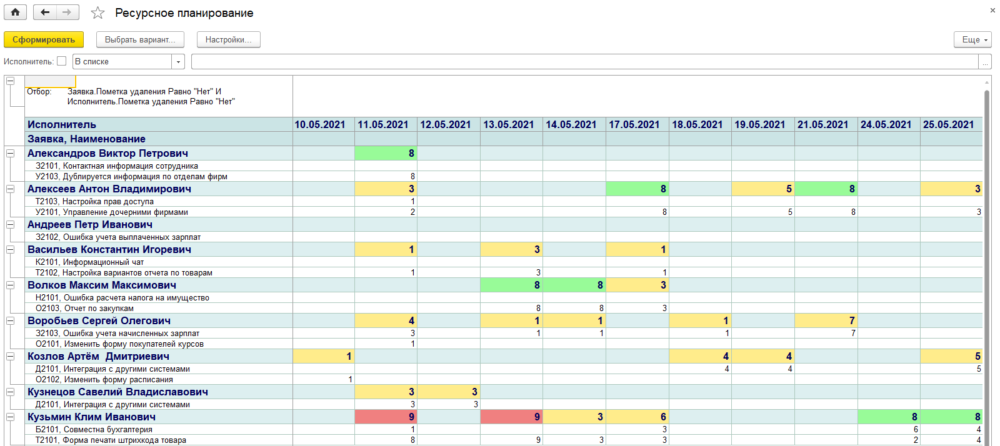 Ресурсное планирование
×
Сформировать Выбрать вариант... Настройки... Еще
Исполнитель: В списке ...
Отбор: Заявка.Пометка удаления Равно "Нет" И
Исполнитель.Пометка удаления Равно "Нет"
Исполнитель 10.05.2021 11.05.2021 12.05.2021 13.05.2021 14.05.2021 17.05.2021 18.05.2021 19.05.2021 21.05.2021 24.05.2021 25.05.2021
Заявка, Наименование
Александров Виктор Петрович 8
З2101, Контактная информация сотрудника
У2103, Дублируется информация по отделам фирм 8
Алексеев Антон Владимирович 3 8 5 8 3
Т2103, Настройка прав доступа 1
У2101, Управление дочерними фирмами 2 8 5 8 3
Андреев Петр Иванович
З2102, Ошибка учета выплаченных зарплат
Васильев Константин Игоревич 1 3 1
К2101, Информационный чат
Т2102, Настройка вариантов отчета по товарам 1 3 1
Волков Максим Максимович 8 8 3
Н2101, Ошибка расчета налога на имущество
О2103, Отчет по закупкам 8 8 3
Воробьев Сергей Олегович 4 1 1 1 7
З2103, Ошибка учета начисленных зарплат 3 1 1 1 7
О2101, Изменить форму покупателей курсов 1
Козлов Артём  Дмитриевич 1 4 4 5
Д2101, Интеграция с другими системами 4 4 5
О2102, Изменить форму расписания 1
Кузнецов Савелий Владиславович 3 3
Д2101, Интеграция с другими системами 3 3
Кузьмин Клим Иванович 9 9 3 6 8 8
Б2101, Совместна бухгалтерия 1 3 6 4
Т2101, Форма печати штрихкода товара 8 9 3 3 2 4